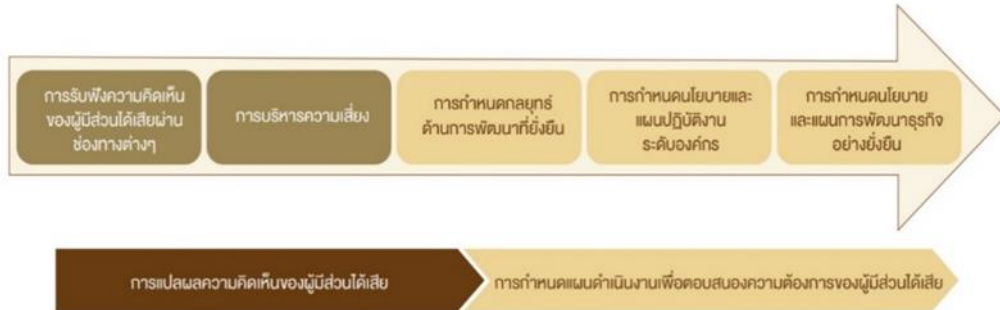 การรับฟังความคิดเห็น
ของผู้มีส่วนได้เสียผ่าน
ช่องทางต่างๆ
การบริหารความเสี่ยง
การกำหนดกลยุทธ์
ด้านการพัฒนาที่ยั่งยืน
การกำหนดนโยบายและ
แผนปฏิบัติงาน
ระดับองค์กร
การกำหนดนโยบาย
และแผนการพัฒนาธุรกิจ
อย่างยั่งยืน
การแปลผลความคิดเห็นของผู้มีส่วนได้เสีย
การกำหนดแผนดำเนินงานเพื่อตอบสนองความต้องการของผู้มีส่วนได้เสีย